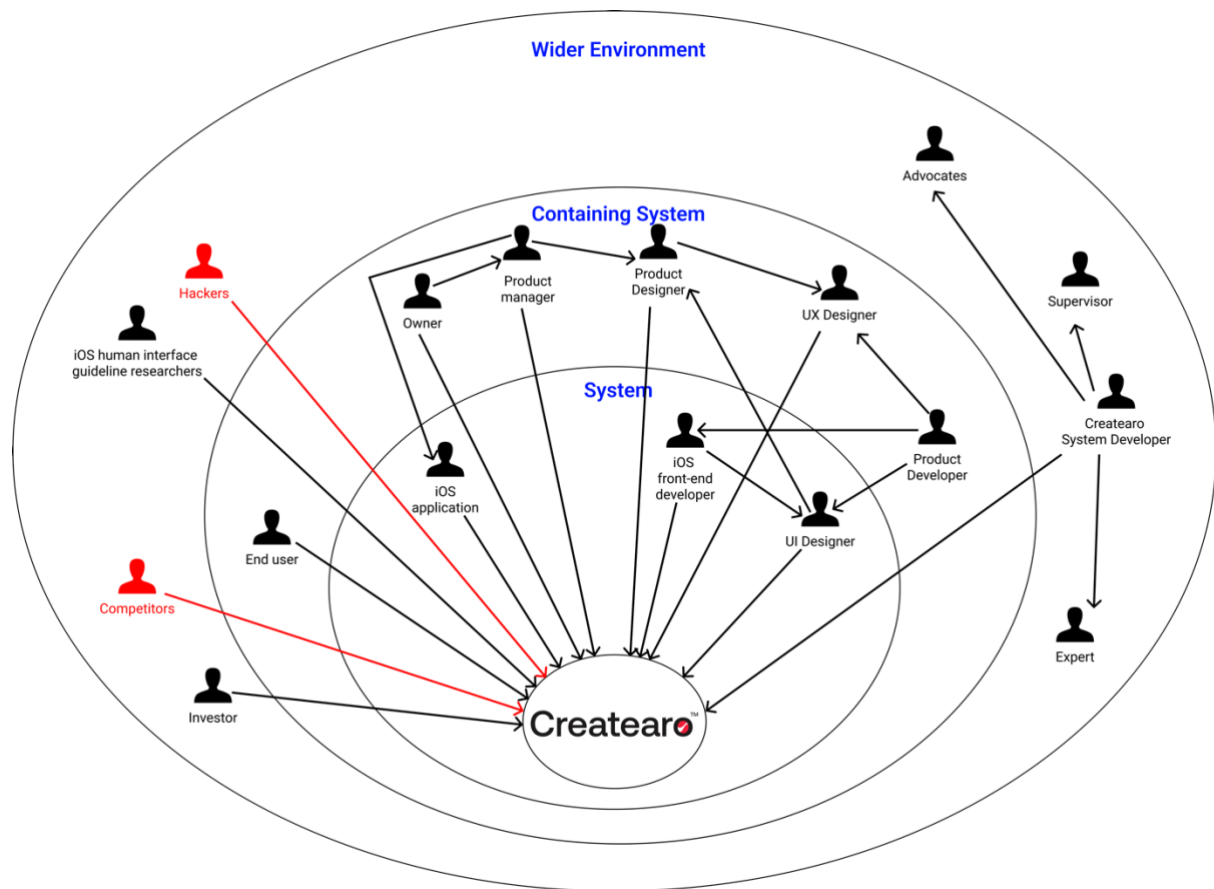 Wider Environment
Advocates
Containing System
Hackers
Product
manager
Product
Designer
Supervisor
Owner
UX Designer
iOS human interface
guideline researchers
System
Createaro
System Developer
iOS
application
iOS
front-end
developer
Product
Developer
End user
UI Designer
Competitors
Expert
Investor
Createaro™